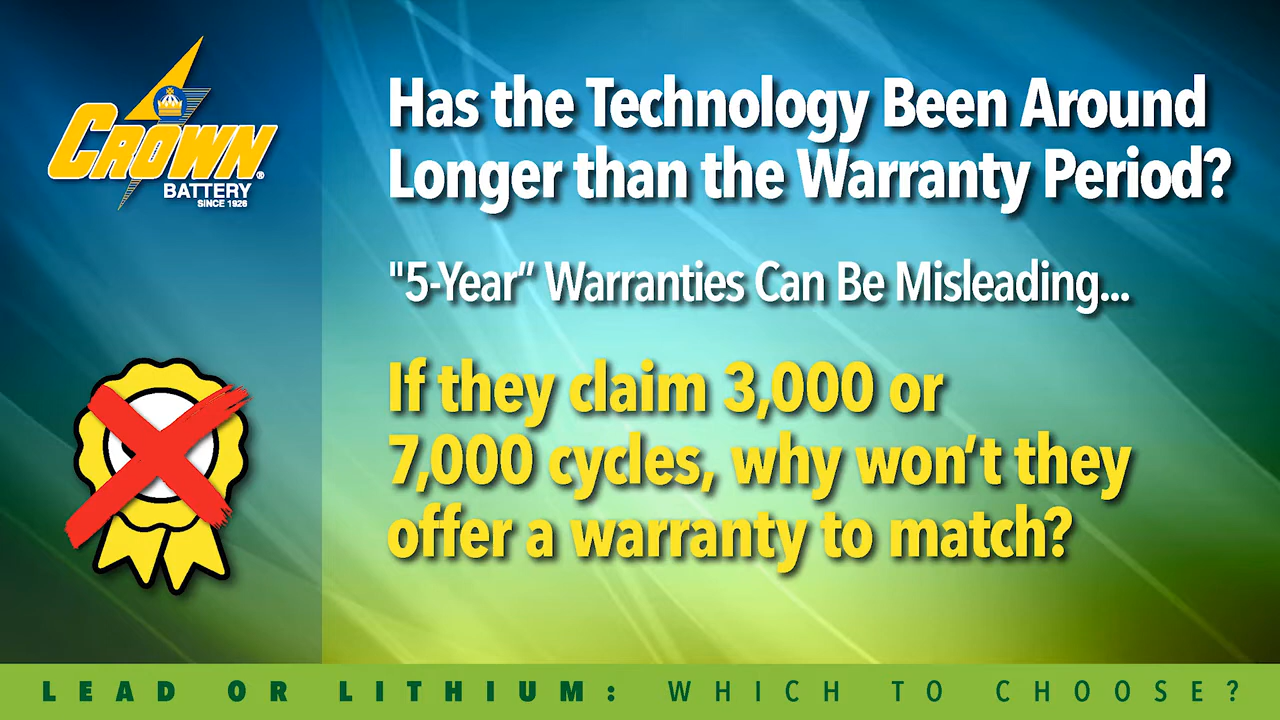 CROWN®
BATTERY
SINCE 1926
Has the Technology Been Around
Longer than the Warranty Period?
"5-Year” Warranties Can Be Misleading...
If they claim 3,000 or
7,000 cycles, why won’t they
offer a warranty to match?
LEAD OR LITHIUM: WHICH TO CHOOSE?